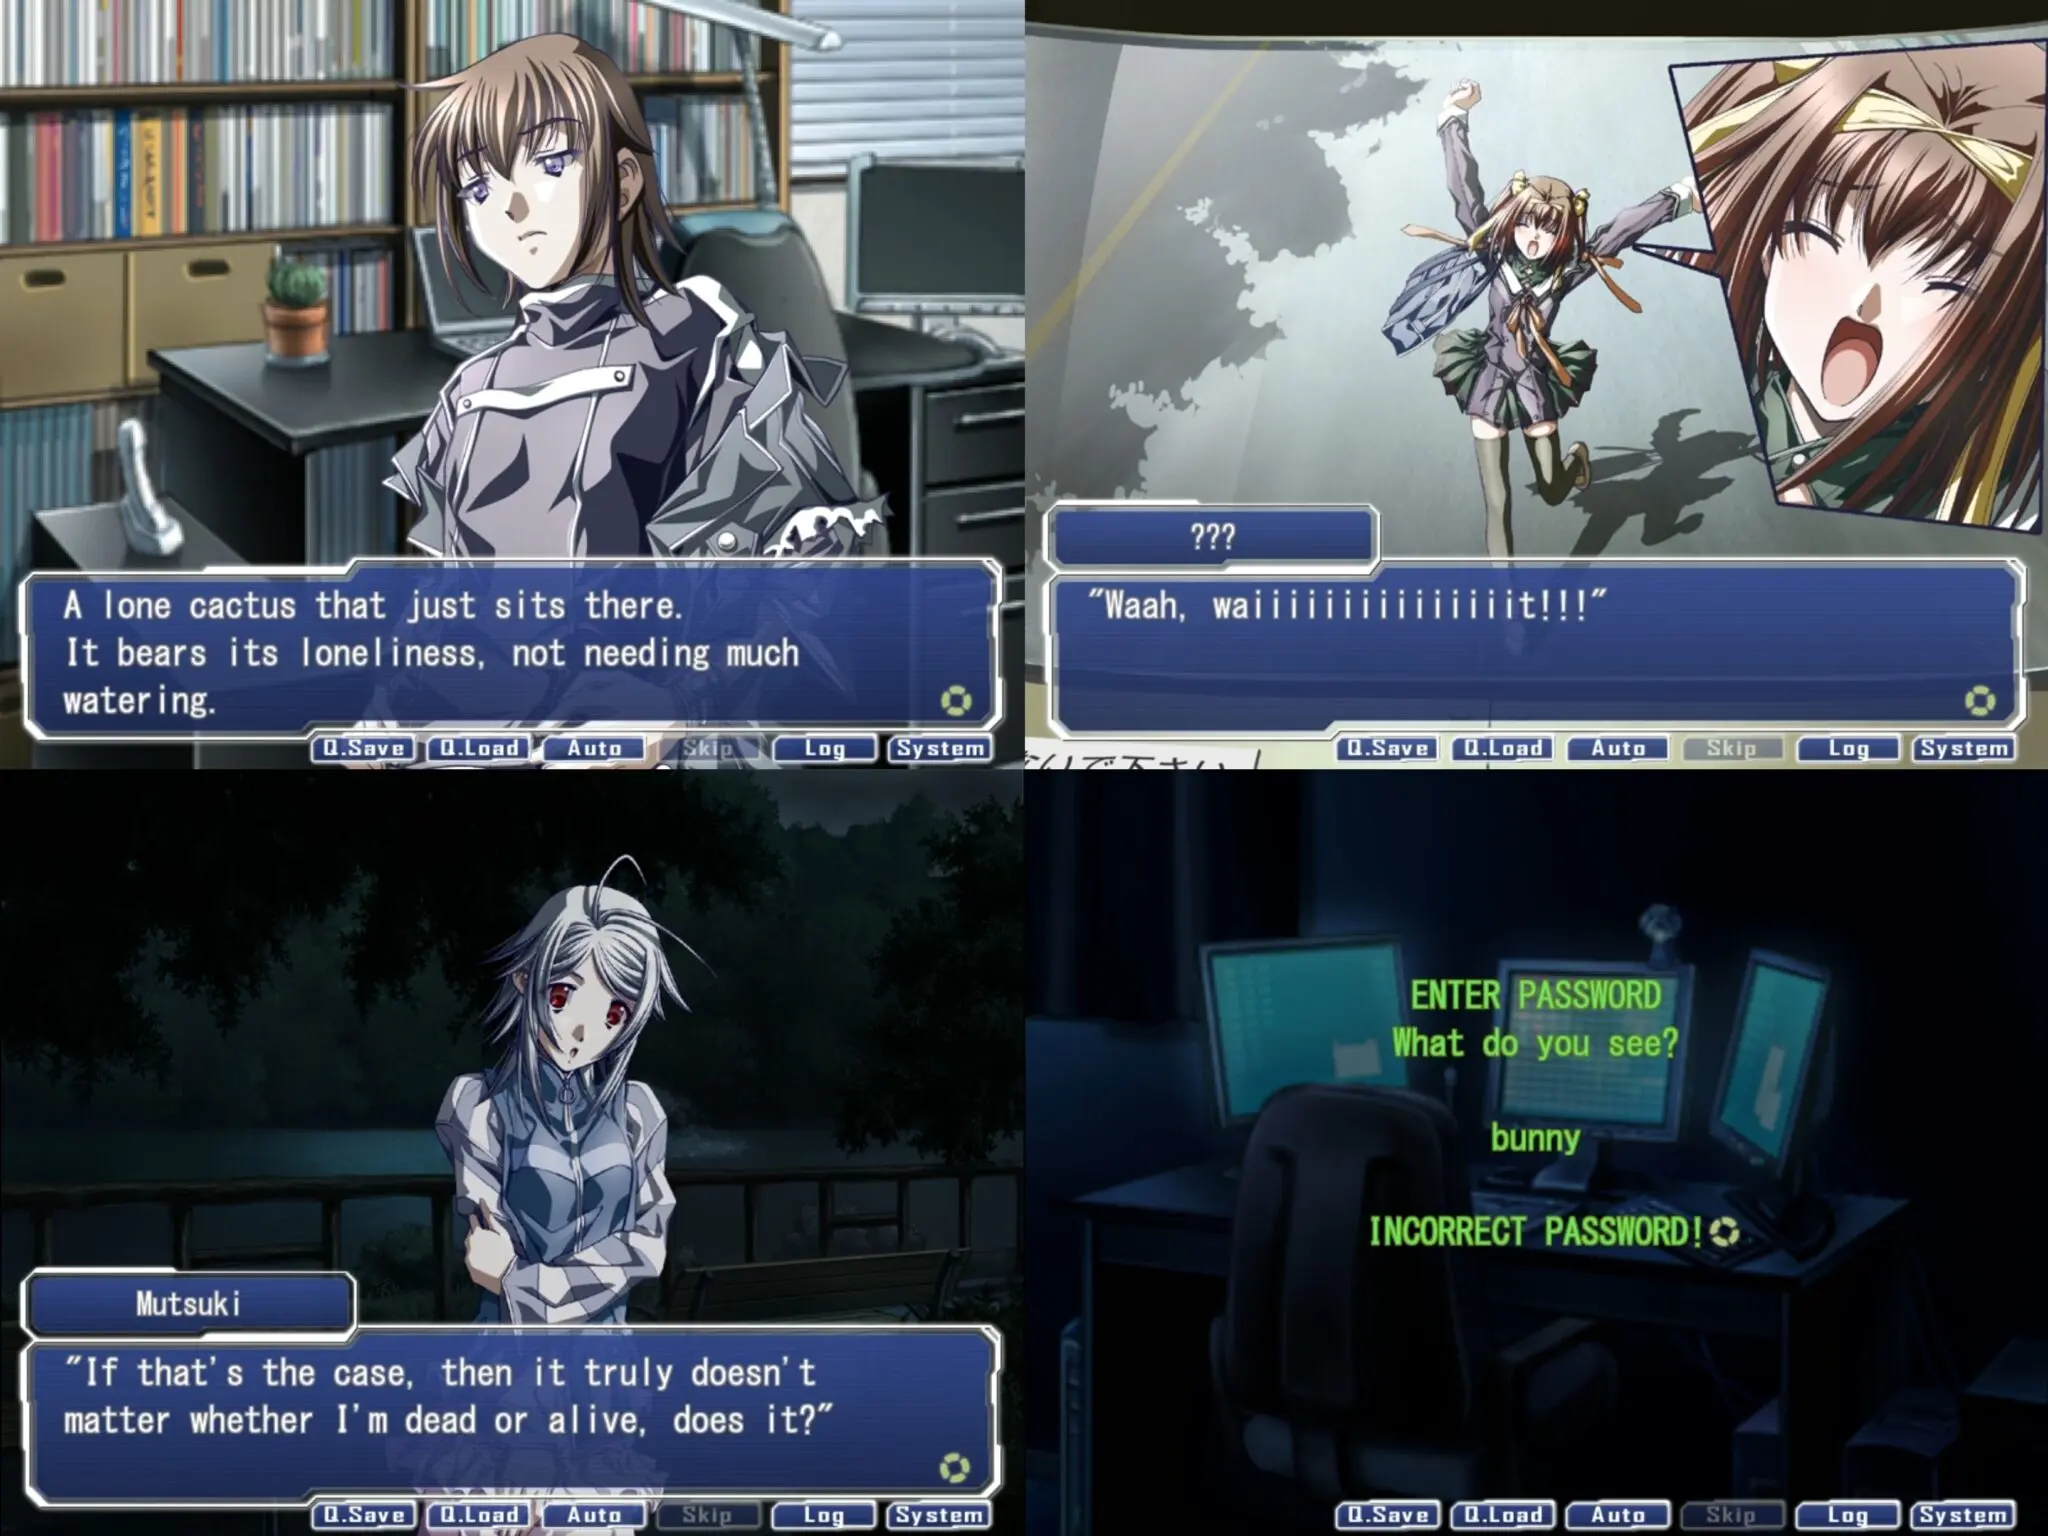 A lone cactus that just sits there.
It bears its loneliness, not needing much
watering.
Q.Save Q.Load Auto Skip Log System
???
"Waah, waiiiiiiiiiiiiiiiit!!!"
Q.Save Q.Load Auto Skip Log System
Mutsuki
"If that's the case, then it truly doesn't
matter whether I'm dead or alive, does it?"
Q.Save Q.Load Auto Skip Log System
ENTER PASSWORD
What do you see?
bunny
INCORRECT PASSWORD!
Q.Save Q.Load Auto Skip Log System